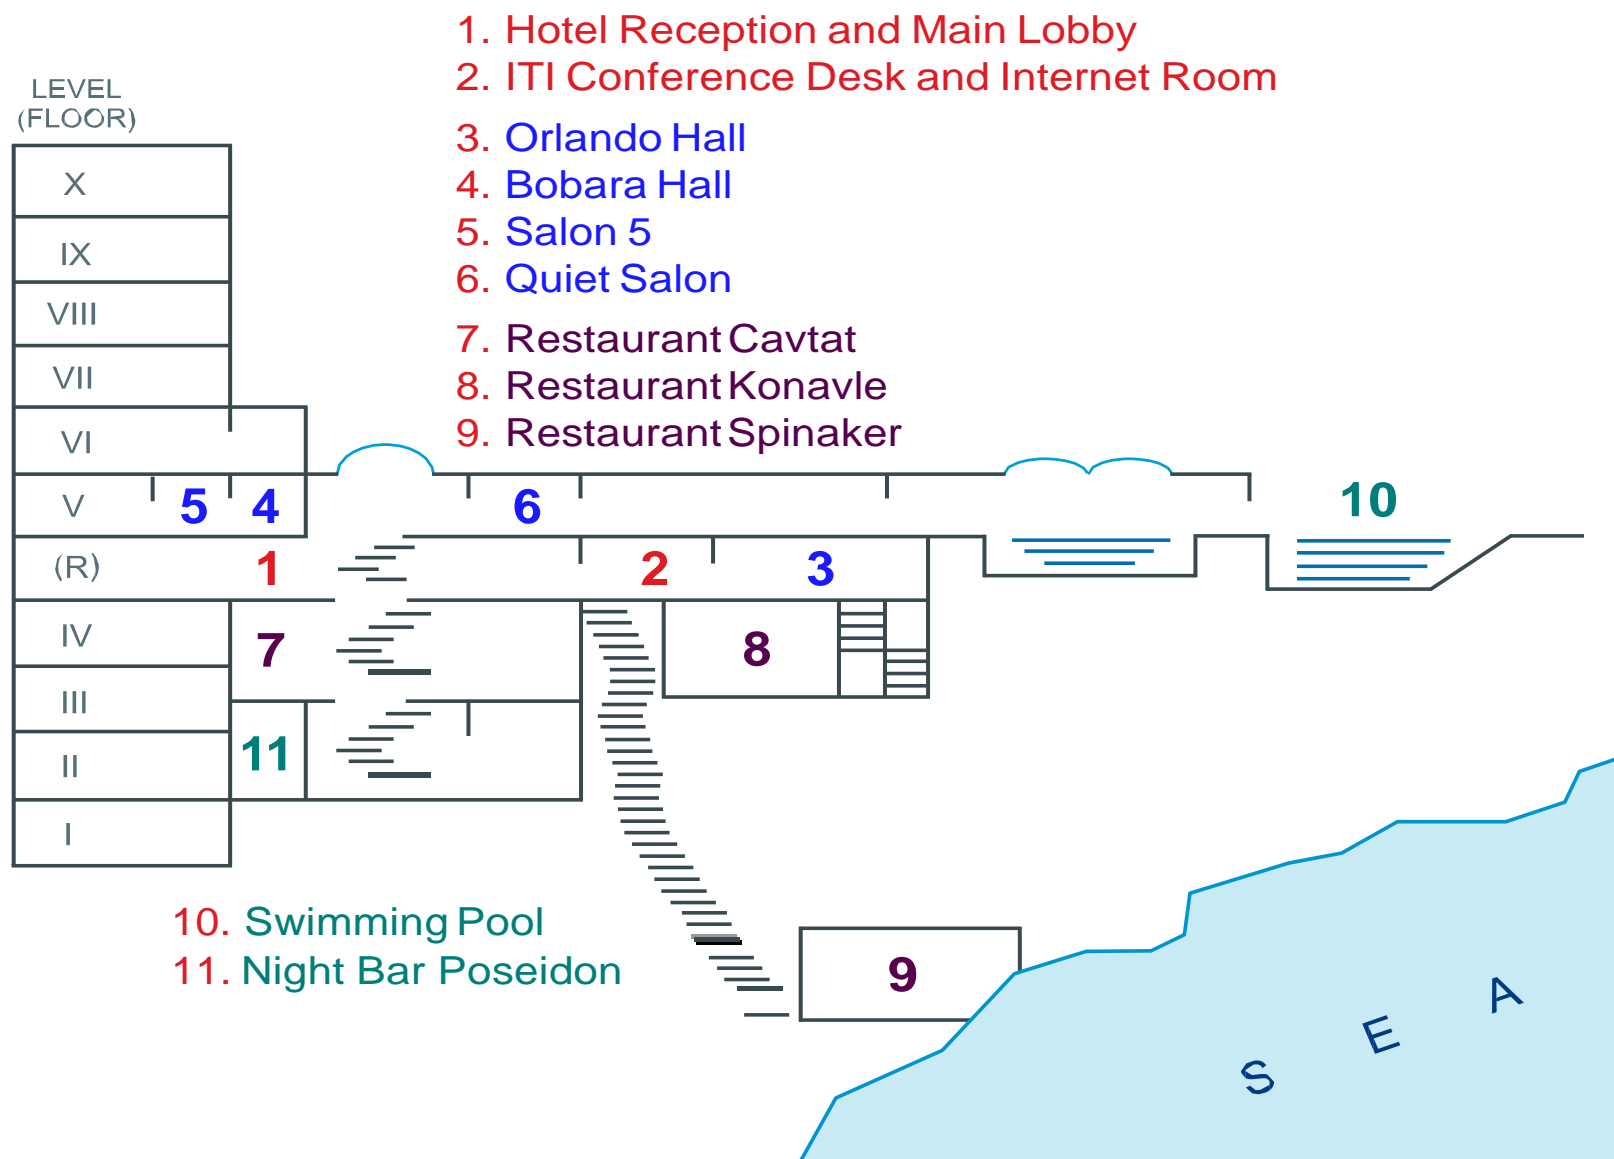 1. Hotel Reception and Main Lobby
2. ITI Conference Desk and Internet Room
3. Orlando Hall
4. Bobara Hall
5. Salon 5
6. Quiet Salon
7. Restaurant Cavtat
8. Restaurant Konavle
9. Restaurant Spinaker
LEVEL
(FLOOR)
X
IX
VIII
VII
VI
V 5 4 6 10
(R) 1 2 3
IV 7 8
III
II 11
I
10. Swimming Pool
11. Night Bar Poseidon
9
S E A